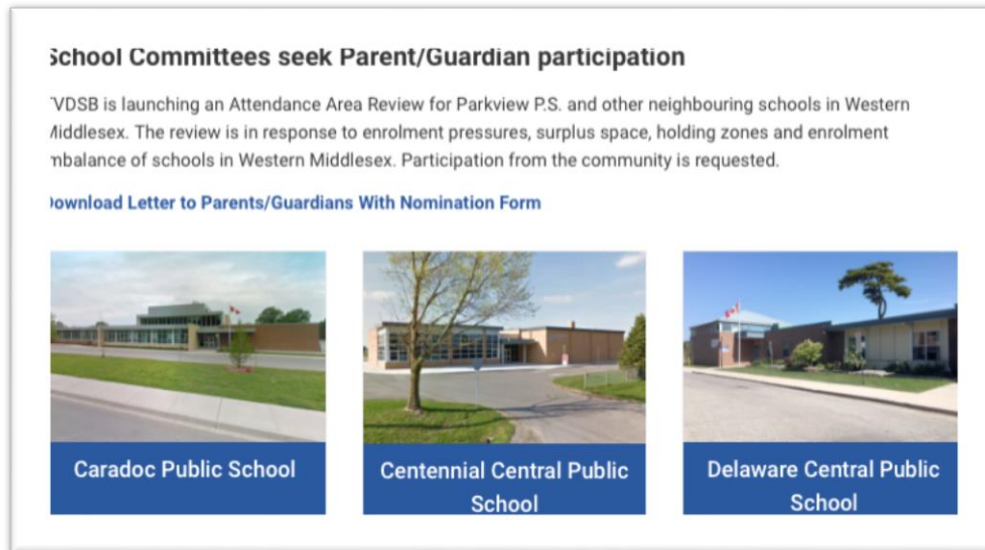 School Committees seek Parent/Guardian participation
TVDSB is launching an Attendance Area Review for Parkview P.S. and other neighbouring schools in Western
Middlesex. The review is in response to enrolment pressures, surplus space, holding zones and enrolment
imbalance of schools in Western Middlesex. Participation from the community is requested.
Download Letter to Parents/Guardians With Nomination Form
Caradoc Public School
Centennial Central Public
School
Delaware Central Public
School